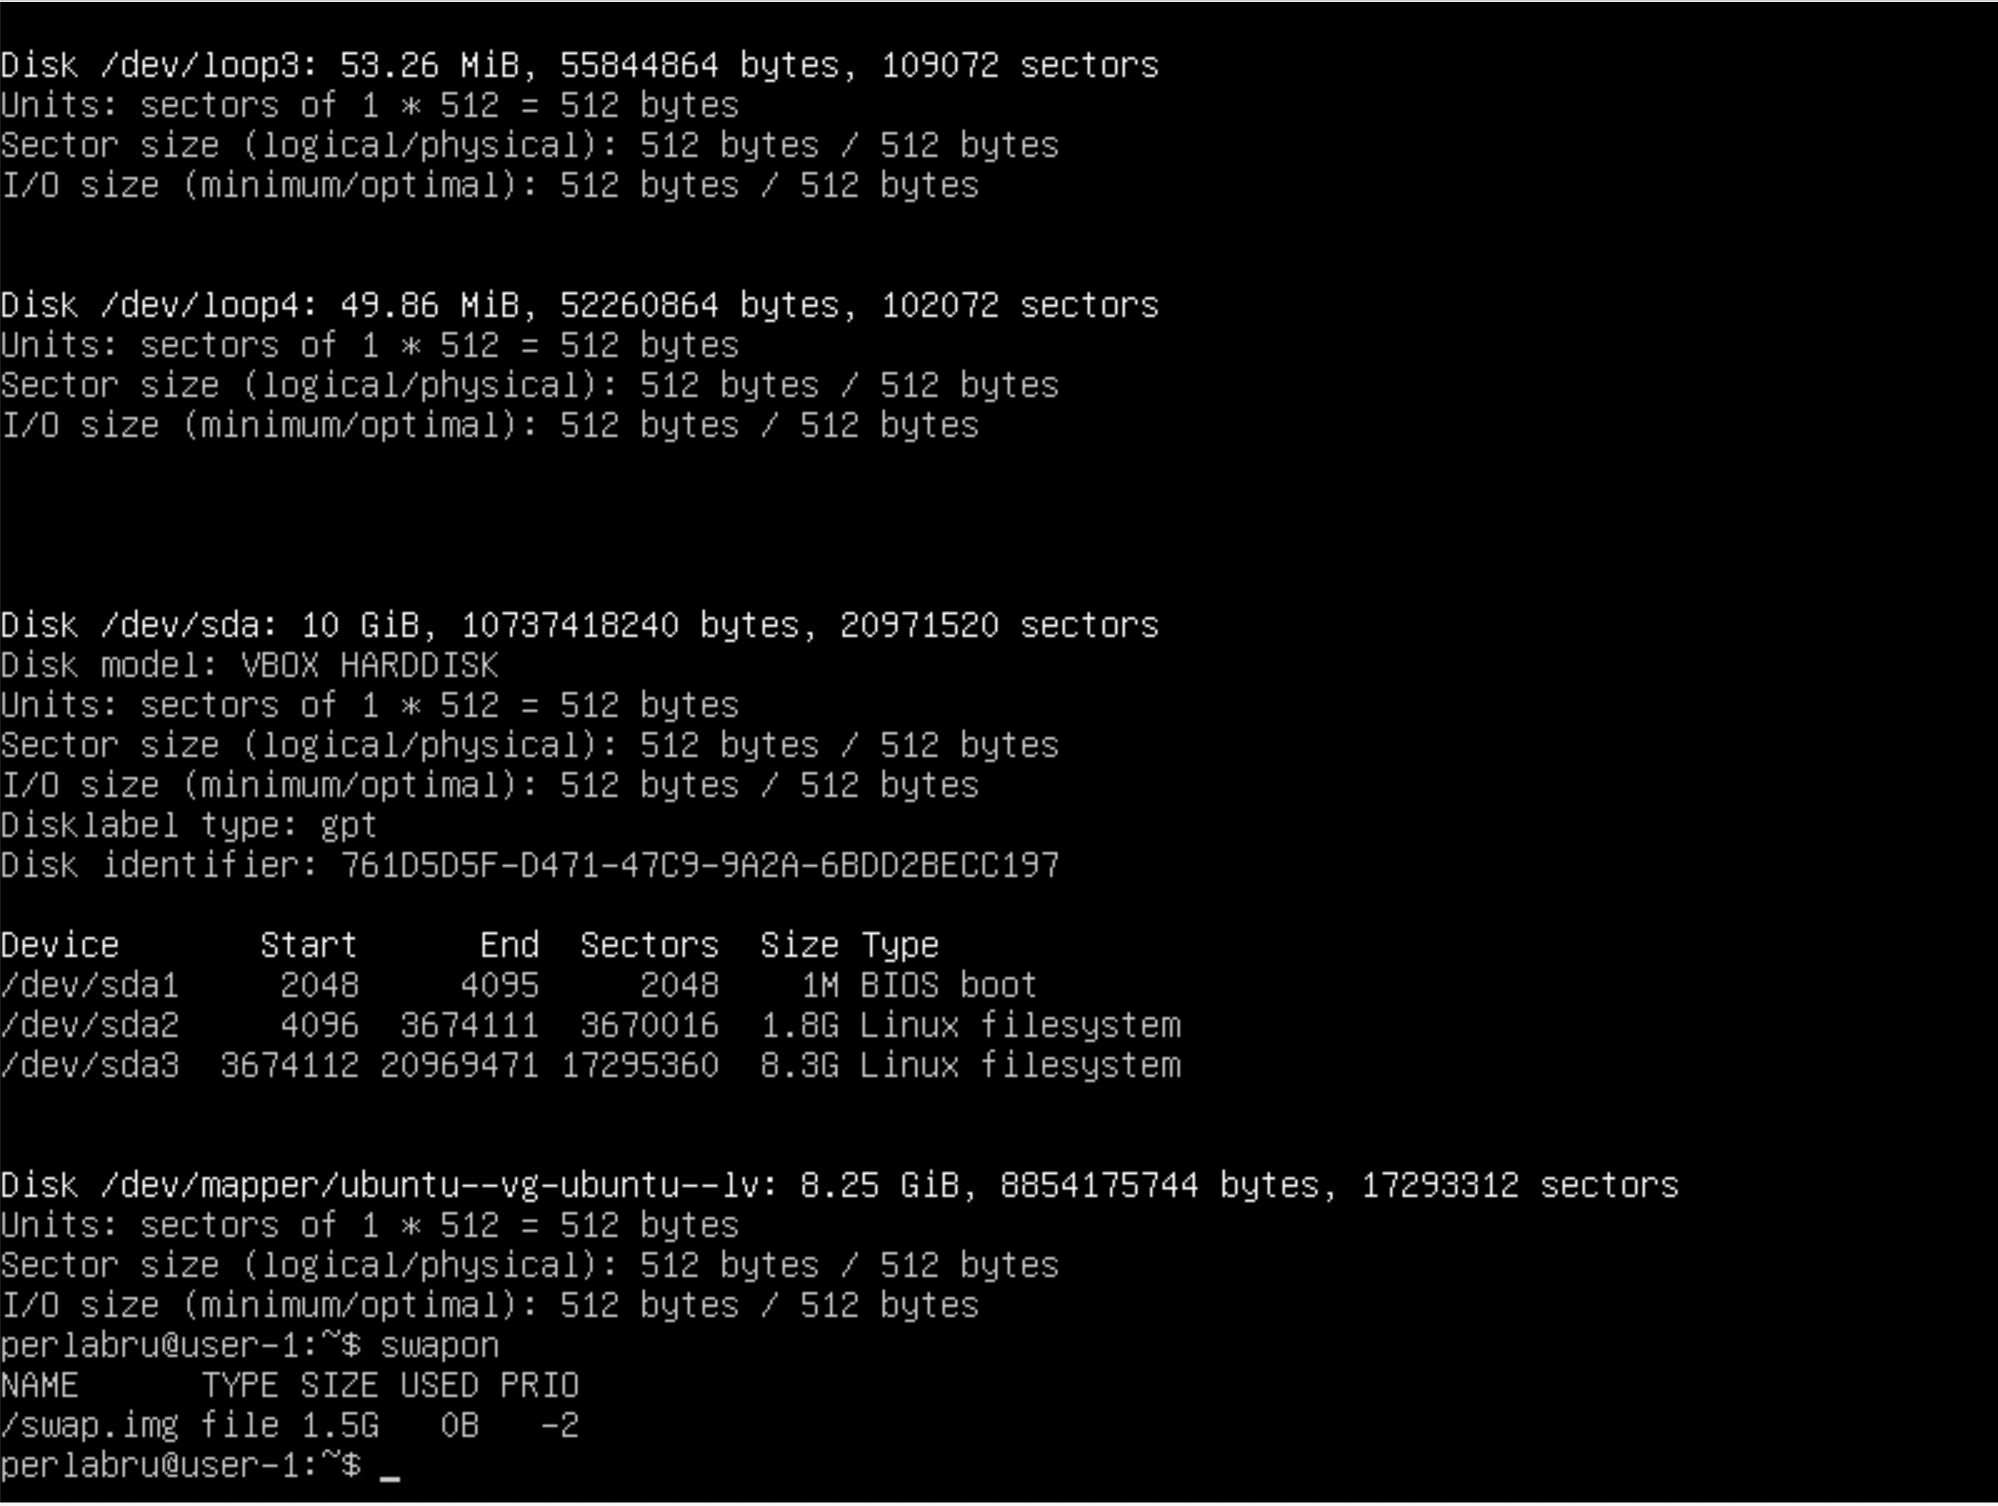 Disk /dev/loop3: 53.26 MiB, 55844864 bytes, 109072 sectors
Units: sectors of 1 * 512 = 512 bytes
Sector size (logical/physical): 512 bytes / 512 bytes
I/O size (minimum/optimal): 512 bytes / 512 bytes
Disk /dev/loop4: 49.86 MiB, 52260864 bytes, 102072 sectors
Units: sectors of 1 * 512 = 512 bytes
Sector size (logical/physical): 512 bytes / 512 bytes
I/O size (minimum/optimal): 512 bytes / 512 bytes
Disk /dev/sda: 10 GiB, 10737418240 bytes, 20971520 sectors
Disk model: VBOX HARDDISK
Units: sectors of 1 * 512 = 512 bytes
Sector size (logical/physical): 512 bytes / 512 bytes
I/O size (minimum/optimal): 512 bytes / 512 bytes
Disklabel type: gpt
Disk identifier: 761D5D5F-D471-47C9-9A2A-6BDD2BECC197
Device       Start      End  Sectors  Size Type
/dev/sda1     2048     4095     2048    1M BIOS boot
/dev/sda2     4096  3674111  3670016  1.8G Linux filesystem
/dev/sda3  3674112 20969471 17295360  8.3G Linux filesystem
Disk /dev/mapper/ubuntu--vg-ubuntu--lv: 8.25 GiB, 8854175744 bytes, 17293312 sectors
Units: sectors of 1 * 512 = 512 bytes
Sector size (logical/physical): 512 bytes / 512 bytes
I/O size (minimum/optimal): 512 bytes / 512 bytes
perlabru@user-1:~$ swapon
NAME      TYPE SIZE USED PRIO
/swap.img file 1.5G   0B   -2
perlabru@user-1:~$ _